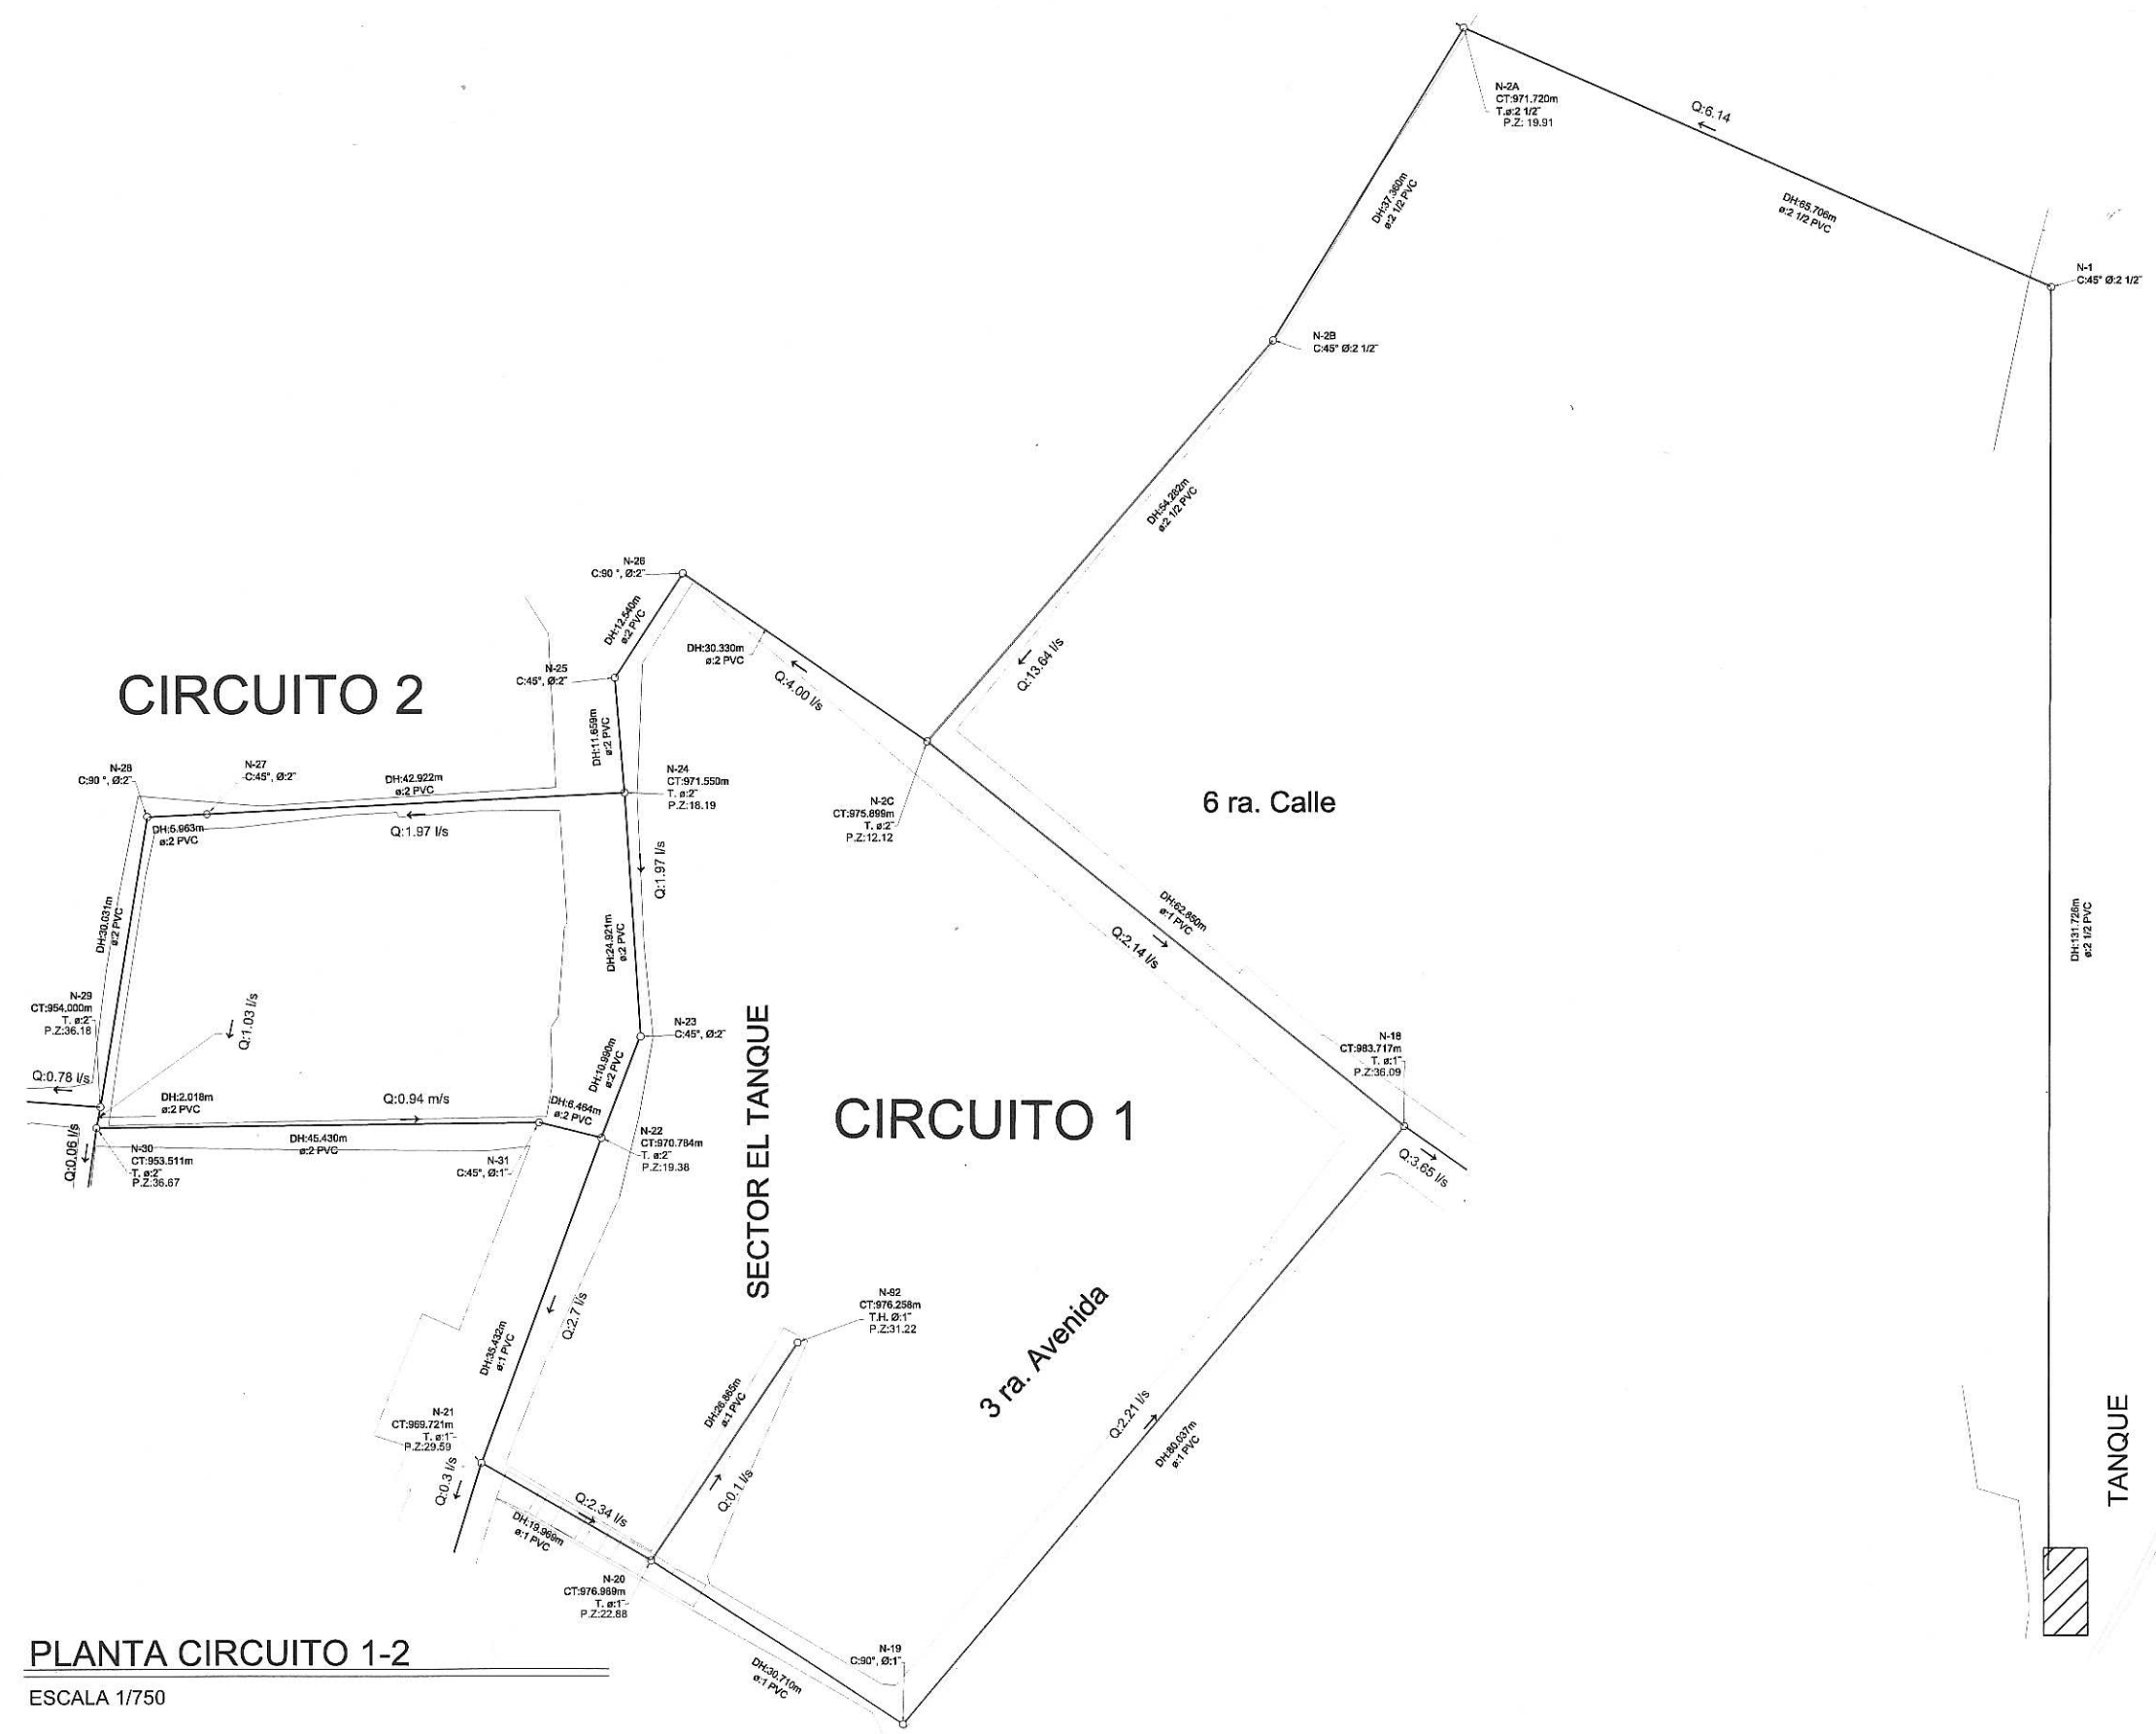 N-2A
CT:971.720m
T.ø:2 1/2"
P.Z: 19.91
Q:6.14
DH:65.706m
ø:2 1/2 PVC
DH:37.360m
ø:2 1/2 PVC
N-1
C:45° Ø:2 1/2"
N-2B
C:45° Ø:2 1/2"
DH:54.282m
ø:2 1/2 PVC
Q:13.64 l/s
N-26
C:90 °, Ø:2"
DH:12.540m
ø:2 PVC
DH:30.330m
ø:2 PVC
Q:4.00 l/s
N-25
C:45°, Ø:2"
CIRCUITO 2
DH:11.659m
ø:2 PVC
N-28
C:90 °, Ø:2"
N-27
C:45°, Ø:2"
DH:42.922m
ø:2 PVC
N-24
CT:971.550m
T. ø:2"
P.Z:18.19
N-2C
CT:975.899m
T. ø:2"
P.Z:12.12
6 ra. Calle
DH:5.963m
ø:2 PVC
Q:1.97 l/s
Q:1.97 l/s
DH:30.031m
ø:2 PVC
DH:24.921m
ø:2 PVC
DH:62.850m
ø:1 PVC
Q:2.14 l/s
DH:131.726m
ø:2 1/2 PVC
N-29
CT:954.000m
T. ø:2"
P.Z:36.18
Q:1.03 l/s
N-23
C:45°, Ø:2"
N-18
CT:983.717m
T. ø:1"
P.Z:36.09
Q:0.78 l/s
DH:2.018m
ø:2 PVC
Q:0.94 m/s
DH:10.990m
ø:2 PVC
DH:6.464m
ø:2 PVC
SECTOR EL TANQUE
CIRCUITO 1
Q:0.06 l/s
N-30
CT:953.511m
T. ø:2"
P.Z:36.67
DH:45.430m
ø:2 PVC
N-31
C:45°, Ø:1"
N-22
CT:970.784m
T. ø:2"
P.Z:19.38
Q:3.65 l/s
DH:35.432m
ø:1 PVC
Q:2.7 l/s
N-92
CT:976.258m
T.H. Ø:1"
P.Z:31.22
3 ra. Avenida
DH:26.865m
ø:1 PVC
Q:0.1 l/s
Q:2.21 l/s
DH:80.037m
ø:1 PVC
TANQUE
N-21
CT:969.721m
T. ø:1"
P.Z:29.59
Q:0.3 l/s
Q:2.34 l/s
DH:19.969m
ø:1 PVC
N-20
CT:976.989m
T. ø:1"
P.Z:22.88
N-19
C:90°, Ø:1"
DH:30.710m
ø:1 PVC
PLANTA CIRCUITO 1-2
ESCALA 1/750